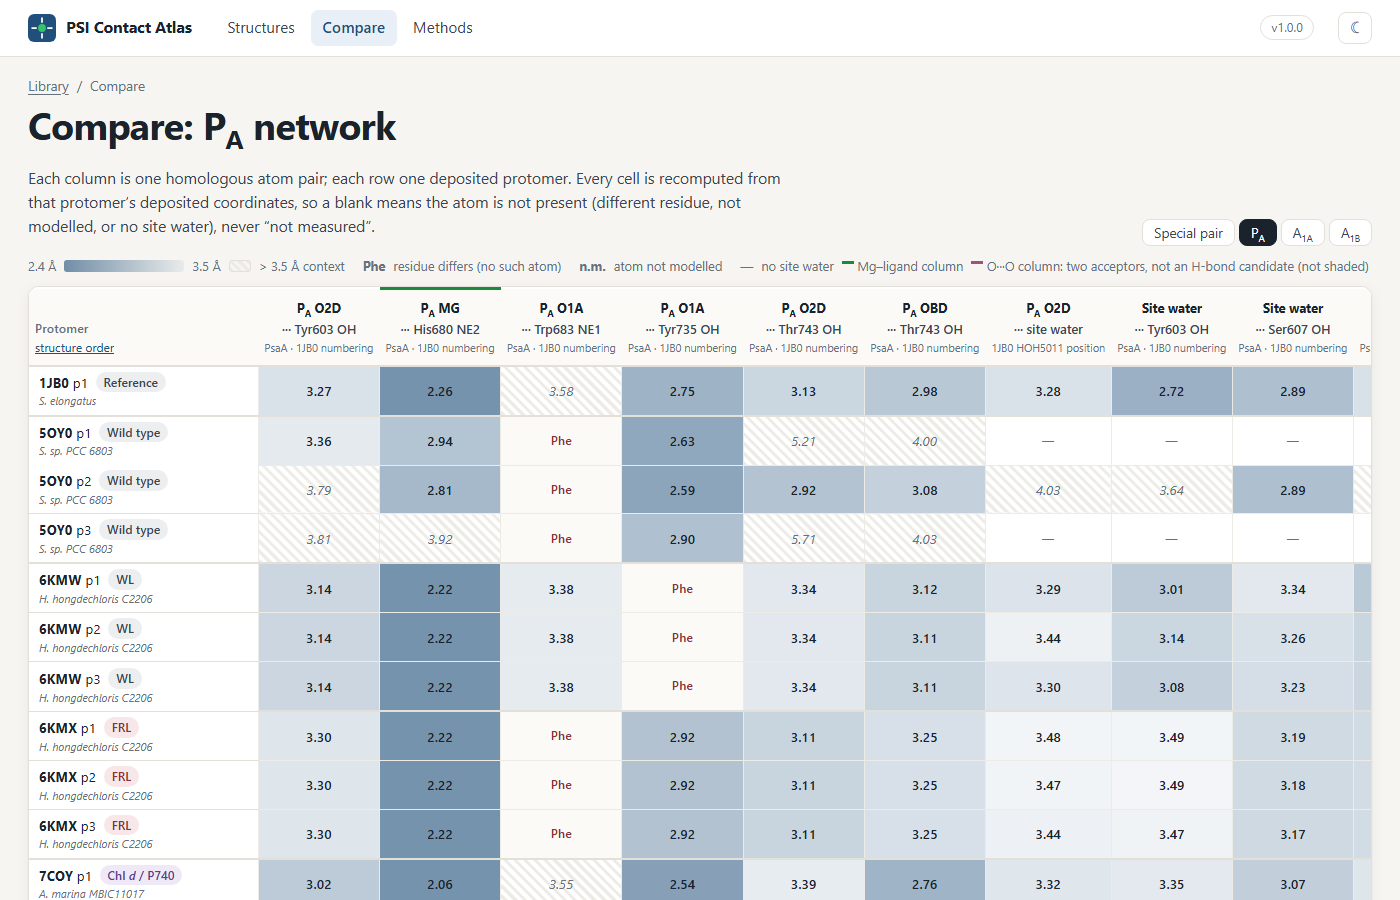 PSI Contact Atlas Structures Compare Methods v1.0.0
Library / Compare
Compare: PA network
Each column is one homologous atom pair; each row one deposited protomer. Every cell is recomputed from
that protomer's deposited coordinates, so a blank means the atom is not present (different residue, not
modelled, or no site water), never “not measured”.
Special pair PA A1A A1B
2.4 Å 3.5 Å > 3.5 Å context Phe residue differs (no such atom) n.m. atom not modelled — no site water Mg–ligand column O···O column: two acceptors, not an H-bond candidate (not shaded)
Protomer
structure order
PA O2D
··· Tyr603 OH
PsaA · 1JB0 numbering
PA MG
··· His680 NE2
PsaA · 1JB0 numbering
PA O1A
··· Trp683 NE1
PsaA · 1JB0 numbering
PA O1A
··· Tyr735 OH
PsaA · 1JB0 numbering
PA O2D
··· Thr743 OH
PsaA · 1JB0 numbering
PA OBD
··· Thr743 OH
PsaA · 1JB0 numbering
PA O2D
··· site water
1JB0 HOH5011 position
Site water
··· Tyr603 OH
PsaA · 1JB0 numbering
Site water
··· Ser607 OH
PsaA · 1JB0 numbering
Ps
1JB0 p1 Reference
S. elongatus
3.27 2.26 3.58 2.75 3.13 2.98 3.28 2.72 2.89
5OY0 p1 Wild type
S. sp. PCC 6803
3.36 2.94 Phe 2.63 5.21 4.00 — — —
5OY0 p2 Wild type
S. sp. PCC 6803
3.79 2.81 Phe 2.59 2.92 3.08 4.03 3.64 2.89
5OY0 p3 Wild type
S. sp. PCC 6803
3.81 3.92 Phe 2.90 5.71 4.03 — — —
6KMW p1 WL
H. hongdechloris C2206
3.14 2.22 3.38 Phe 3.34 3.12 3.29 3.01 3.34
6KMW p2 WL
H. hongdechloris C2206
3.14 2.22 3.38 Phe 3.34 3.11 3.44 3.14 3.26
6KMW p3 WL
H. hongdechloris C2206
3.14 2.22 3.38 Phe 3.34 3.11 3.30 3.08 3.23
6KMX p1 FRL
H. hongdechloris C2206
3.30 2.22 Phe 2.92 3.11 3.25 3.48 3.49 3.19
6KMX p2 FRL
H. hongdechloris C2206
3.30 2.22 Phe 2.92 3.11 3.25 3.47 3.49 3.18
6KMX p3 FRL
H. hongdechloris C2206
3.30 2.22 Phe 2.92 3.11 3.25 3.44 3.47 3.17
7COY p1 Chl d / P740
A. marina MBIC11017
3.02 2.06 3.55 2.54 3.39 2.76 3.32 3.35 3.07